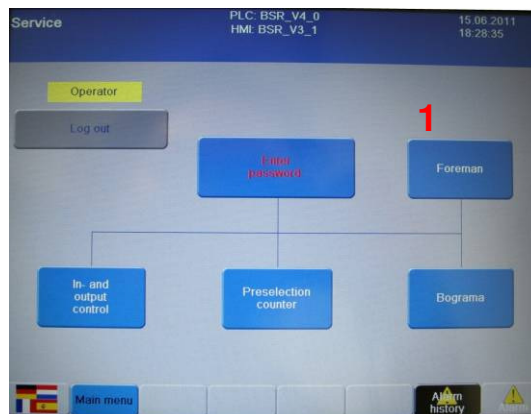 Service
PLC: BSR_V4_0
HMI: BSR_V3_1
15.06.2011
18:28:35
Operator
Log out
1
Enter
password
Foreman
In- and
output
control
Preselection
counter
Bograma
Main menu
Alarm
history